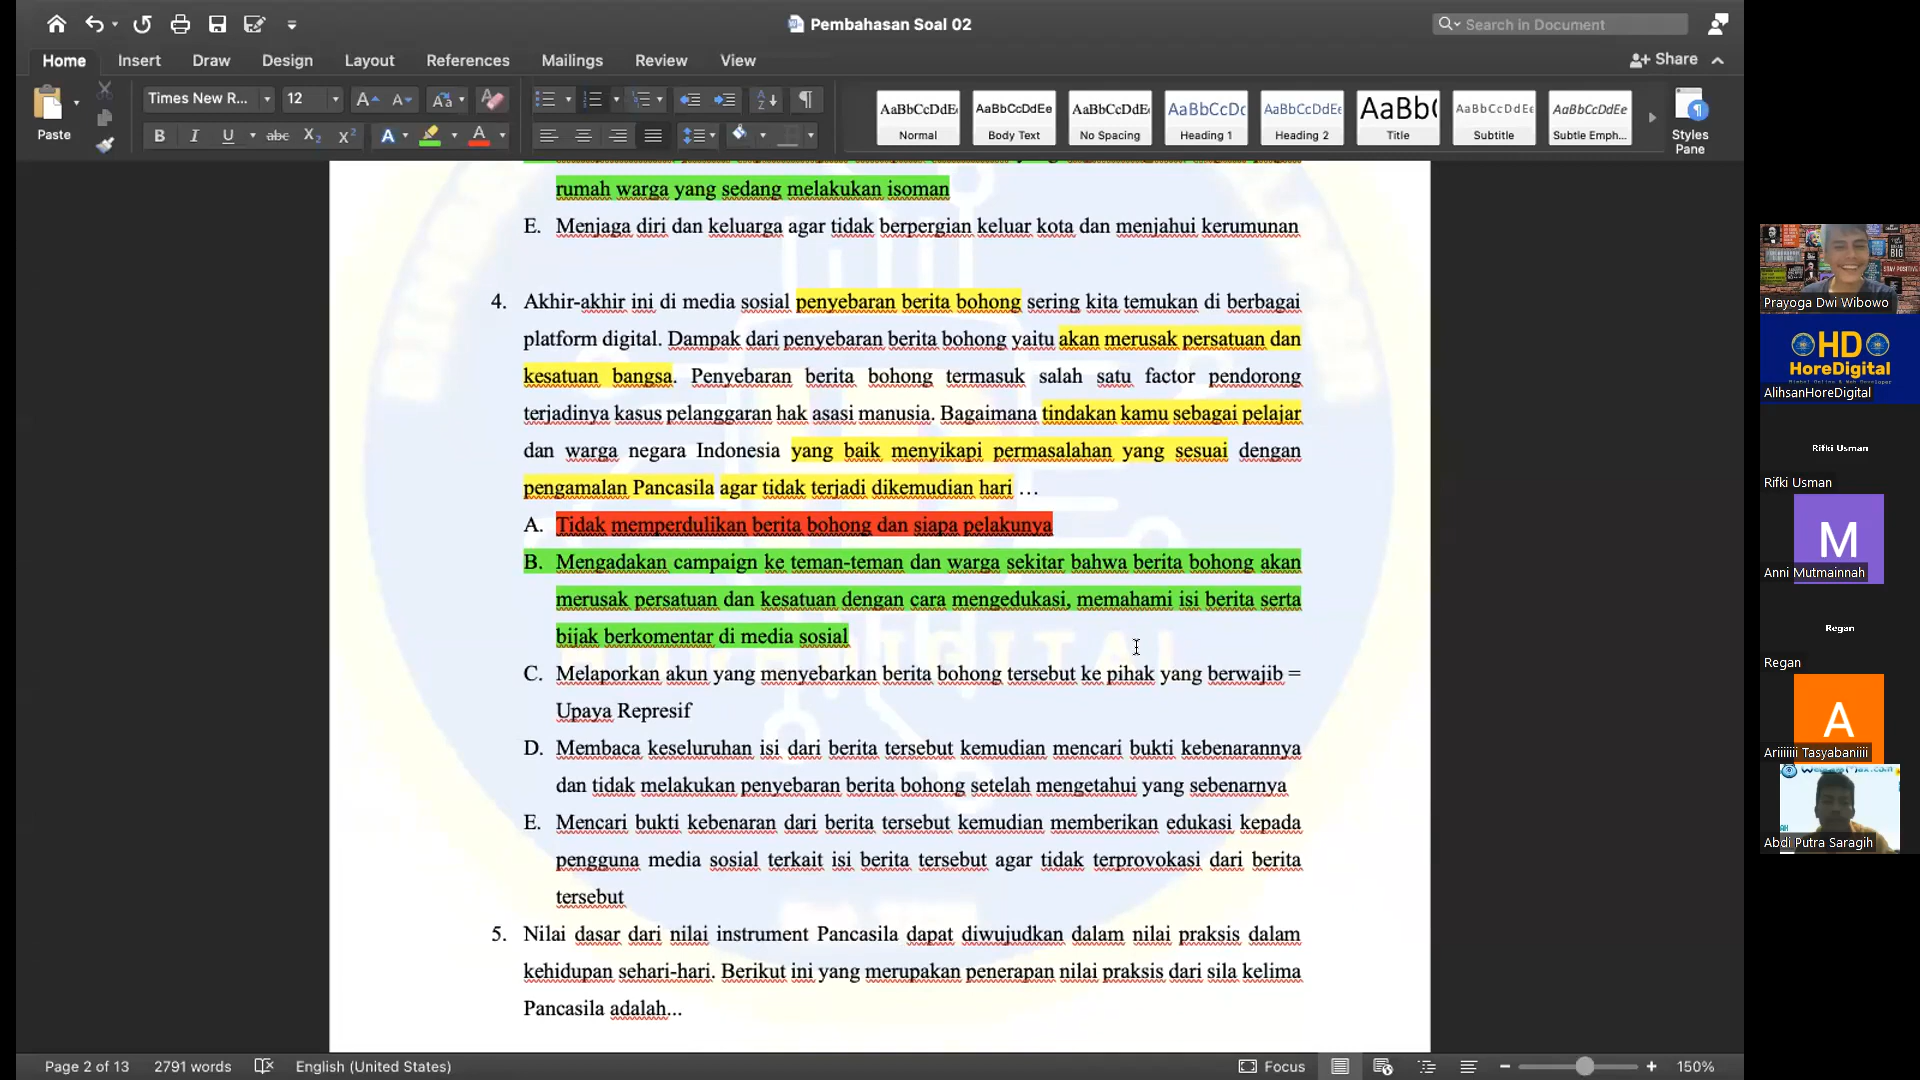 Pembahasan Soal 02
Search in Document
Home Insert Draw Design Layout References Mailings Review View
Share
Paste
Times New R... 12
AaBbCcDdEe Normal
AaBbCcDdEe Body Text
AaBbCcDdEe No Spacing
AaBbCcDc Heading 1
AaBbCcDdEe Heading 2
AaBb( Title
AaBbCcDdEe Subtitle
AaBbCcDdEe Subtle Emph...
Styles Pane
rumah warga yang sedang melakukan isoman
E. Menjaga diri dan keluarga agar tidak berpergian keluar kota dan menjahui kerumunan
4. Akhir-akhir ini di media sosial penyebaran berita bohong sering kita temukan di berbagai
platform digital. Dampak dari penyebaran berita bohong yaitu akan merusak persatuan dan
kesatuan bangsa. Penyebaran berita bohong termasuk salah satu factor pendorong
terjadinya kasus pelanggaran hak asasi manusia. Bagaimana tindakan kamu sebagai pelajar
dan warga negara Indonesia yang baik menyikapi permasalahan yang sesuai dengan
pengamalan Pancasila agar tidak terjadi dikemudian hari …
A. Tidak memperdulikan berita bohong dan siapa pelakunya
B. Mengadakan campaign ke teman-teman dan warga sekitar bahwa berita bohong akan
merusak persatuan dan kesatuan dengan cara mengedukasi, memahami isi berita serta
bijak berkomentar di media sosial
C. Melaporkan akun yang menyebarkan berita bohong tersebut ke pihak yang berwajib =
Upaya Represif
D. Membaca keseluruhan isi dari berita tersebut kemudian mencari bukti kebenarannya
dan tidak melakukan penyebaran berita bohong setelah mengetahui yang sebenarnya
E. Mencari bukti kebenaran dari berita tersebut kemudian memberikan edukasi kepada
pengguna media sosial terkait isi berita tersebut agar tidak terprovokasi dari berita
tersebut
5. Nilai dasar dari nilai instrument Pancasila dapat diwujudkan dalam nilai praksis dalam
kehidupan sehari-hari. Berikut ini yang merupakan penerapan nilai praksis dari sila kelima
Pancasila adalah...
Page 2 of 13 2791 words English (United States) Focus 150%
Prayoga Dwi Wibowo
HD
HoreDigital
AlihsanHoreDigital
Rifki Usman
Rifki Usman
M
Anni Mutmainnah
Regan
Regan
A
Ariiiiiii Tasyabaniiii
Abdi Putra Saragih